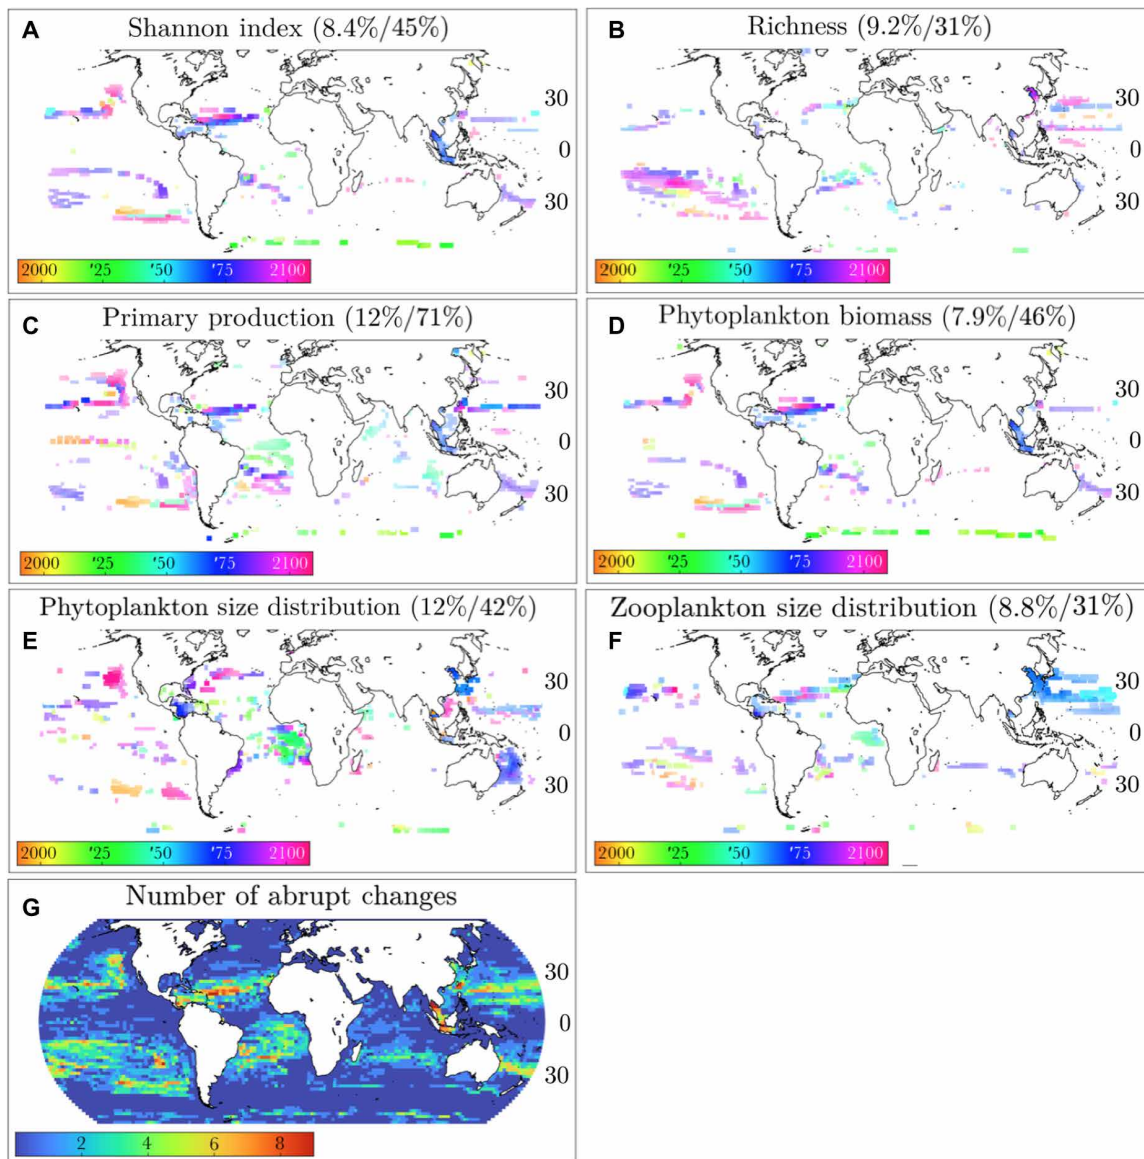 A Shannon index (8.4%/45%)
30
0
30
2000 '25 '50 '75 2100
B Richness (9.2%/31%)
30
0
30
2000 '25 '50 '75 2100
C Primary production (12%/71%)
30
0
30
2000 '25 '50 '75 2100
D Phytoplankton biomass (7.9%/46%)
30
0
30
2000 '25 '50 '75 2100
E Phytoplankton size distribution (12%/42%)
30
0
30
2000 '25 '50 '75 2100
F Zooplankton size distribution (8.8%/31%)
30
0
30
2000 '25 '50 '75 2100
G Number of abrupt changes
30
0
30
2 4 6 8